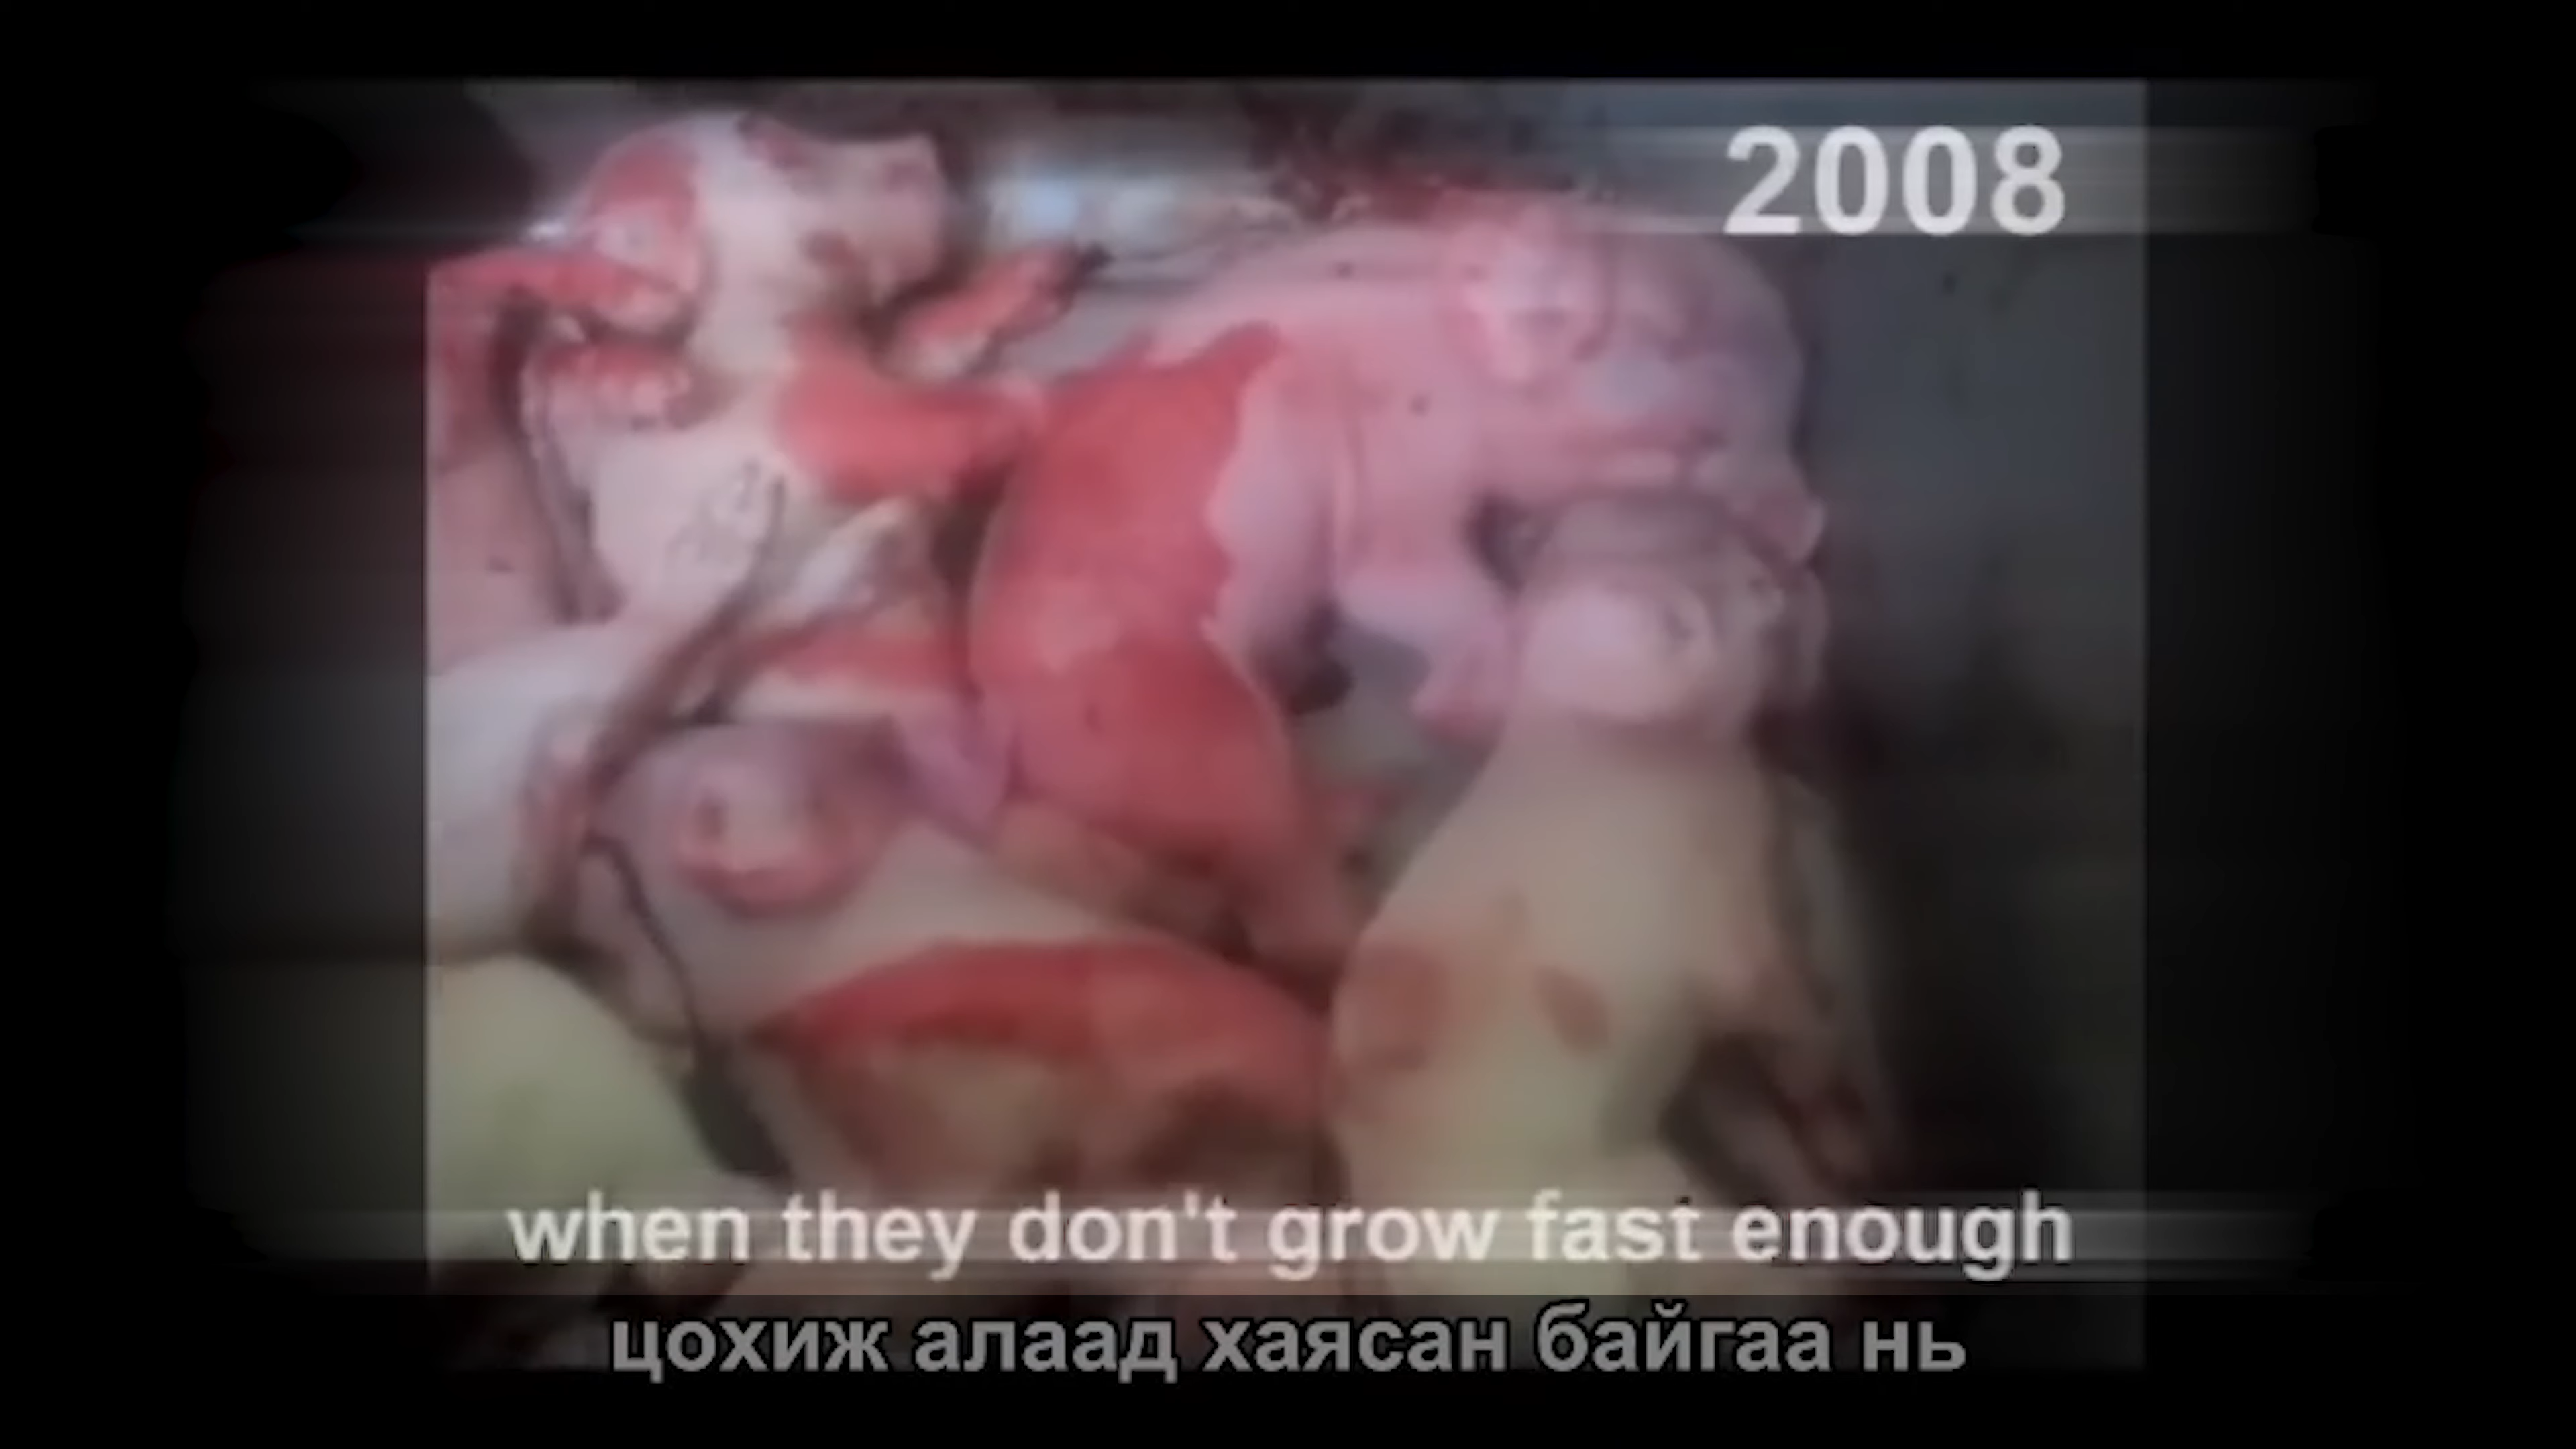 2008
when they don't grow fast enough
цохиж алаад хаясан байгаа нь